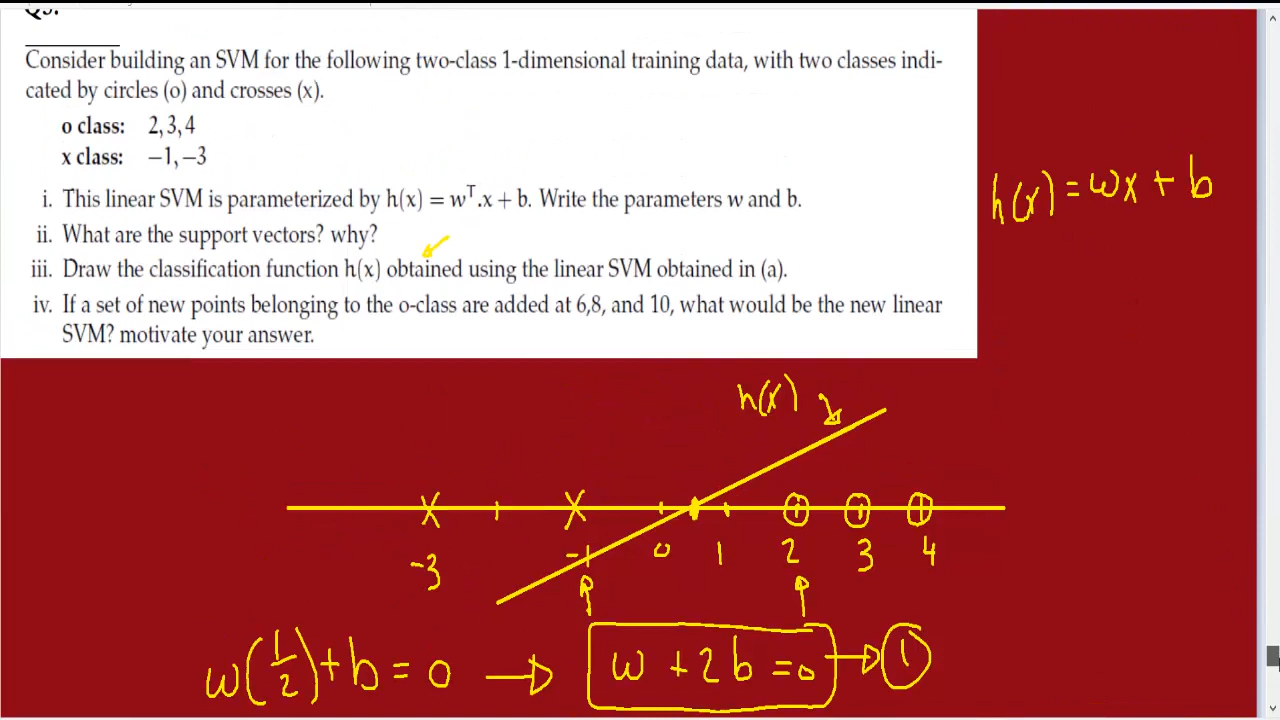 Consider building an SVM for the following two-class 1-dimensional training data, with two classes indi-
cated by circles (o) and crosses (x).
o class: 2,3,4
x class: −1,−3
i. This linear SVM is parameterized by h(x) = wᵀ.x + b. Write the parameters w and b.
ii. What are the support vectors? why?
iii. Draw the classification function h(x) obtained using the linear SVM obtained in (a).
iv. If a set of new points belonging to the o-class are added at 6,8, and 10, what would be the new linear
SVM? motivate your answer.
h(x) = wx + b
h(x)
-3 -1 0 1 2 3 4
w(1/2) + b = 0 → w + 2b = 0 → 1